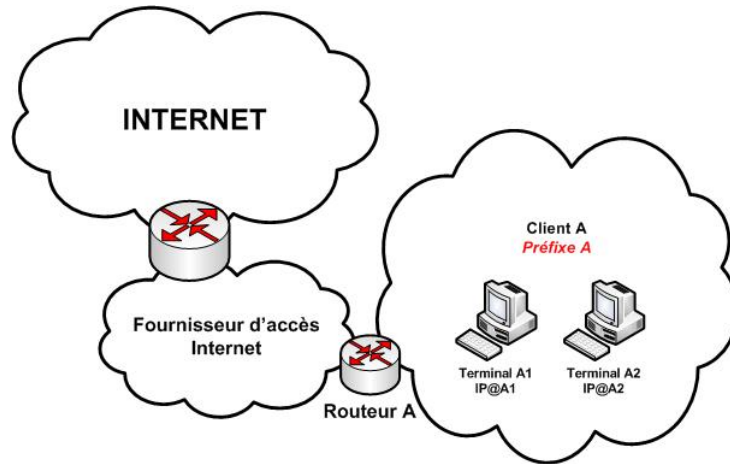 INTERNET
Client A
Préfixe A
Fournisseur d'accès
Internet
Terminal A1
IP@A1
Terminal A2
IP@A2
Routeur A